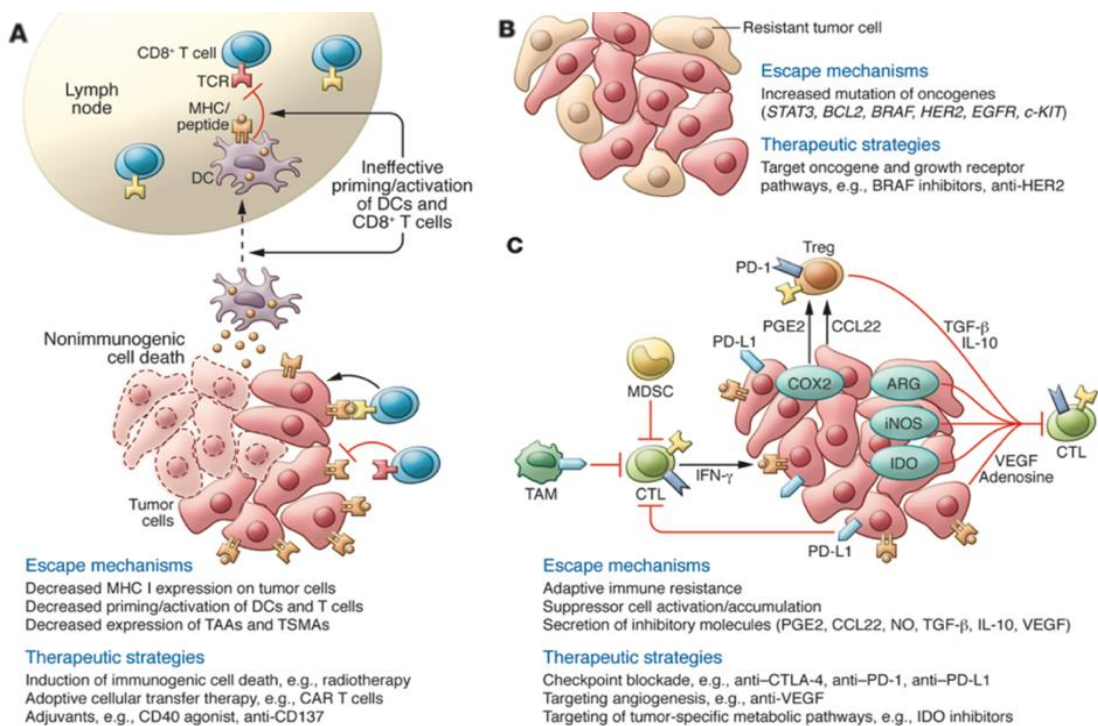 A
CD8⁺ T cell
TCR
Lymph
node
MHC/
peptide
DC
Ineffective
priming/activation
of DCs and
CD8⁺ T cells
Nonimmunogenic
cell death
Tumor
cells
Escape mechanisms
Decreased MHC I expression on tumor cells
Decreased priming/activation of DCs and T cells
Decreased expression of TAAs and TSMAs
Therapeutic strategies
Induction of immunogenic cell death, e.g., radiotherapy
Adoptive cellular transfer therapy, e.g., CAR T cells
Adjuvants, e.g., CD40 agonist, anti-CD137
B
Resistant tumor cell
Escape mechanisms
Increased mutation of oncogenes
(STAT3, BCL2, BRAF, HER2, EGFR, c-KIT)
Therapeutic strategies
Target oncogene and growth receptor
pathways, e.g., BRAF inhibitors, anti-HER2
C
Treg
PD-1
PGE2
CCL22
TGF-β
IL-10
PD-L1
MDSC
COX2
ARG
iNOS
IDO
CTL
TAM
CTL
IFN-γ
VEGF
Adenosine
PD-L1
Escape mechanisms
Adaptive immune resistance
Suppressor cell activation/accumulation
Secretion of inhibitory molecules (PGE2, CCL22, NO, TGF-β, IL-10, VEGF)
Therapeutic strategies
Checkpoint blockade, e.g., anti–CTLA-4, anti–PD-1, anti–PD-L1
Targeting angiogenesis, e.g., anti-VEGF
Targeting of tumor-specific metabolic pathways, e.g., IDO inhibitors